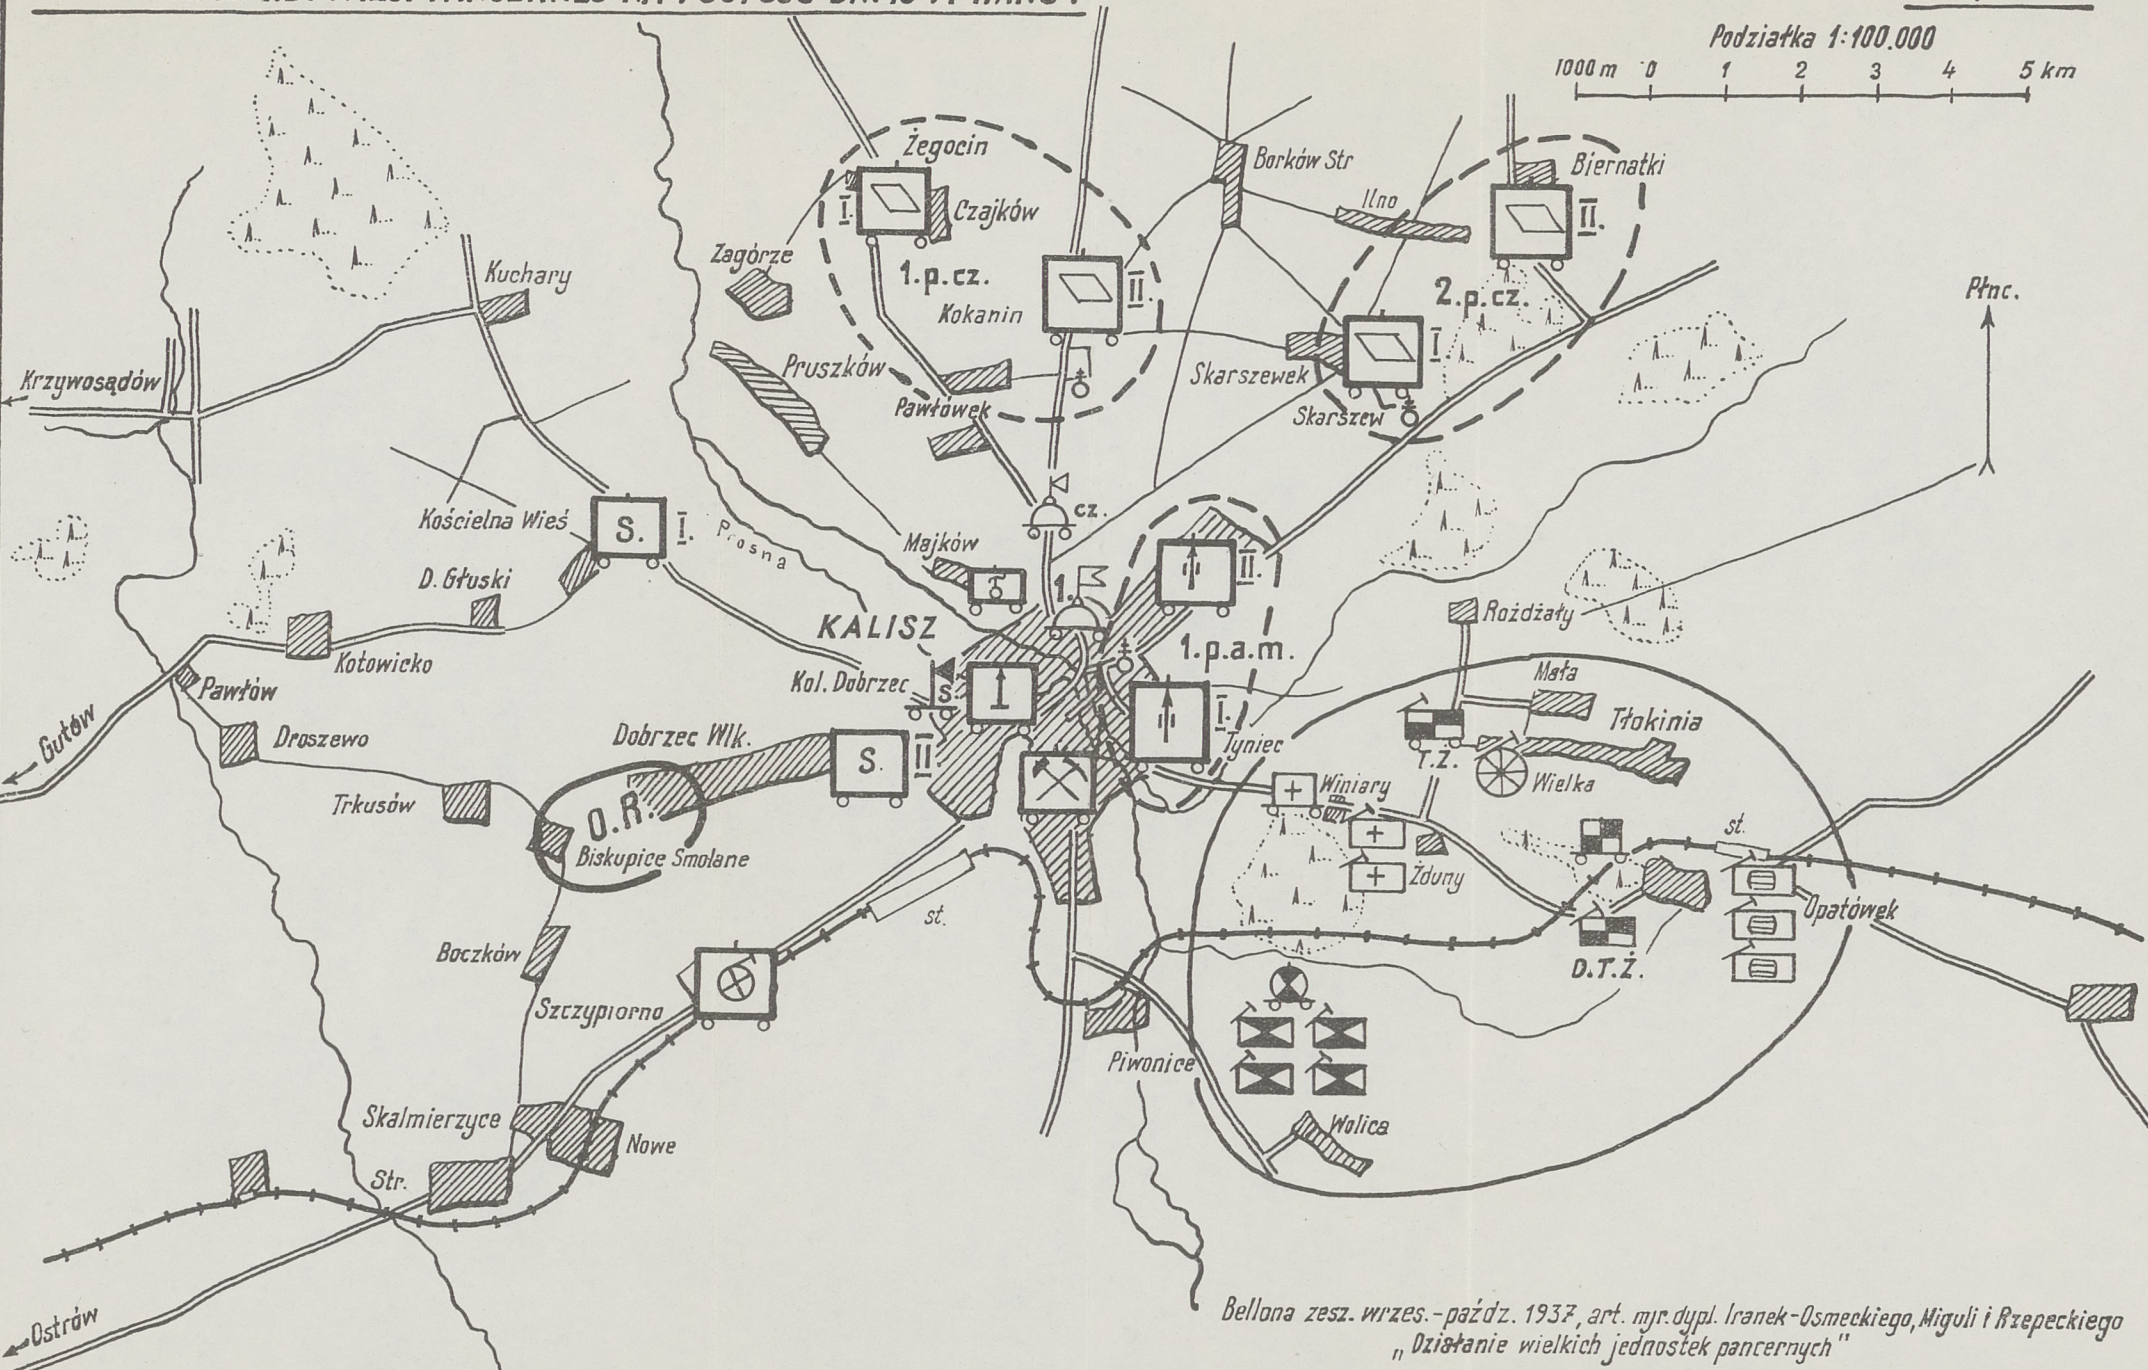 Podziałka 1:100.000
1000 m 0 1 2 3 4 5 km
Żegocin
I.
Czajków
1.p.cz.
Zagórze
Kokanin
II.
Pruszków
Pawłówek
Borków Str
Ilno
Biernatki
II.
2.p.cz.
I.
Skarszewek
Skarszew
Płnc.
Kuchary
Krzywosądów
Kościelna Wieś
S.
I.
Prosna
cz.
Majków
D. Głuski
KALISZ
1.
II.
1.p.a.m.
Rożdżały
Kotowicko
Pawłów
Kol. Dobrzec
S.
I.
Tyniec
Mała
Tłokinia
Gutów
Droszewo
Dobrzec Wlk.
S.
II
T.Ż.
Wielka
Winiary
Trkusów
O.R.
Biskupice Smolane
Żduny
st.
st.
Opatówek
Boczków
D.T.Ż.
Szczypiorno
Piwonice
Skalmierzyce
Nowe
Wolica
Str.
Ostrów
Bellona zesz. wrzes.-paźdz. 1937, art. mjr. dypl. Iranek-Osmeckiego, Miguli i Rzepeckiego
„Działanie wielkich jednostek pancernych"